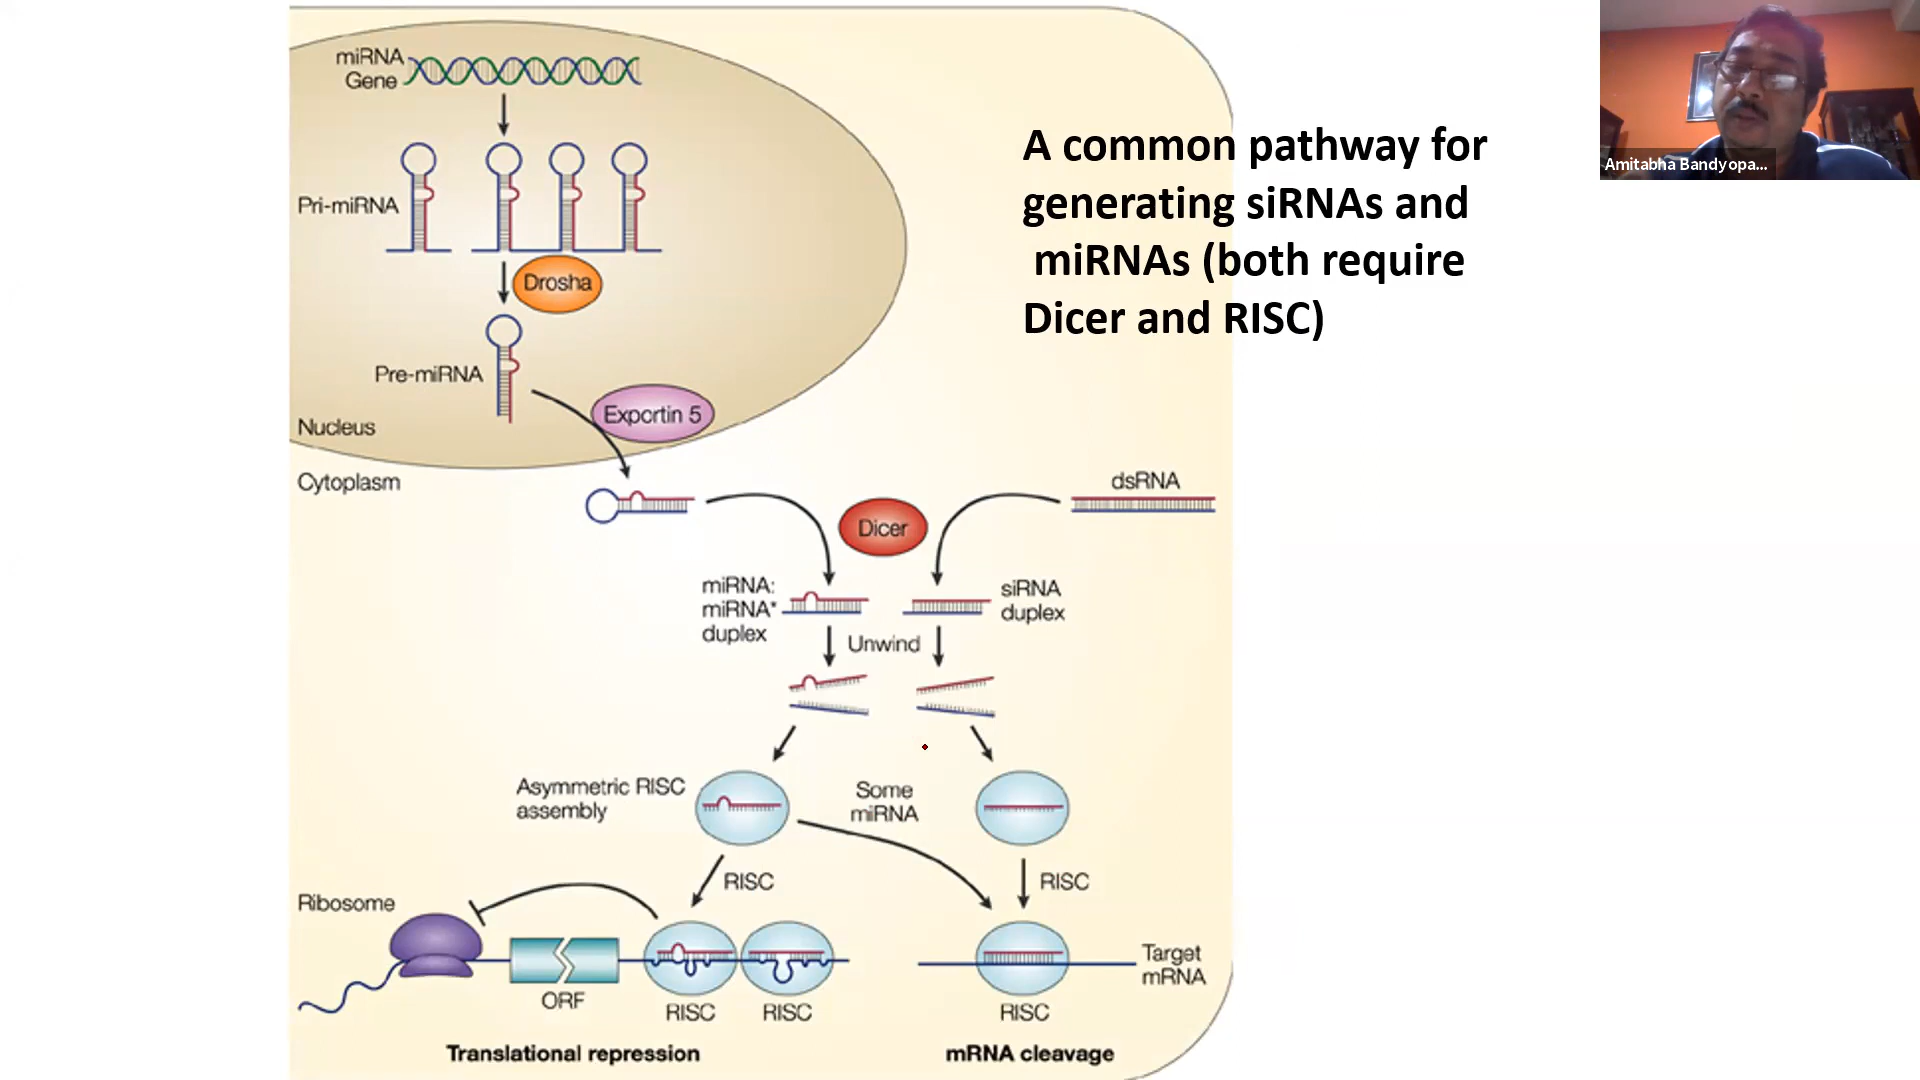 miRNA
Gene
Pri-miRNA
Drosha
Pre-miRNA
Exportin 5
Nucleus
Cytoplasm
A common pathway for
generating siRNAs and
miRNAs (both require
Dicer and RISC)
Amitabha Bandyopa...
dsRNA
Dicer
miRNA:
miRNA*
duplex
siRNA
duplex
Unwind
Asymmetric RISC
assembly
Some
miRNA
RISC
RISC
Ribosome
ORF
RISC
RISC
RISC
Target
mRNA
Translational repression
mRNA cleavage